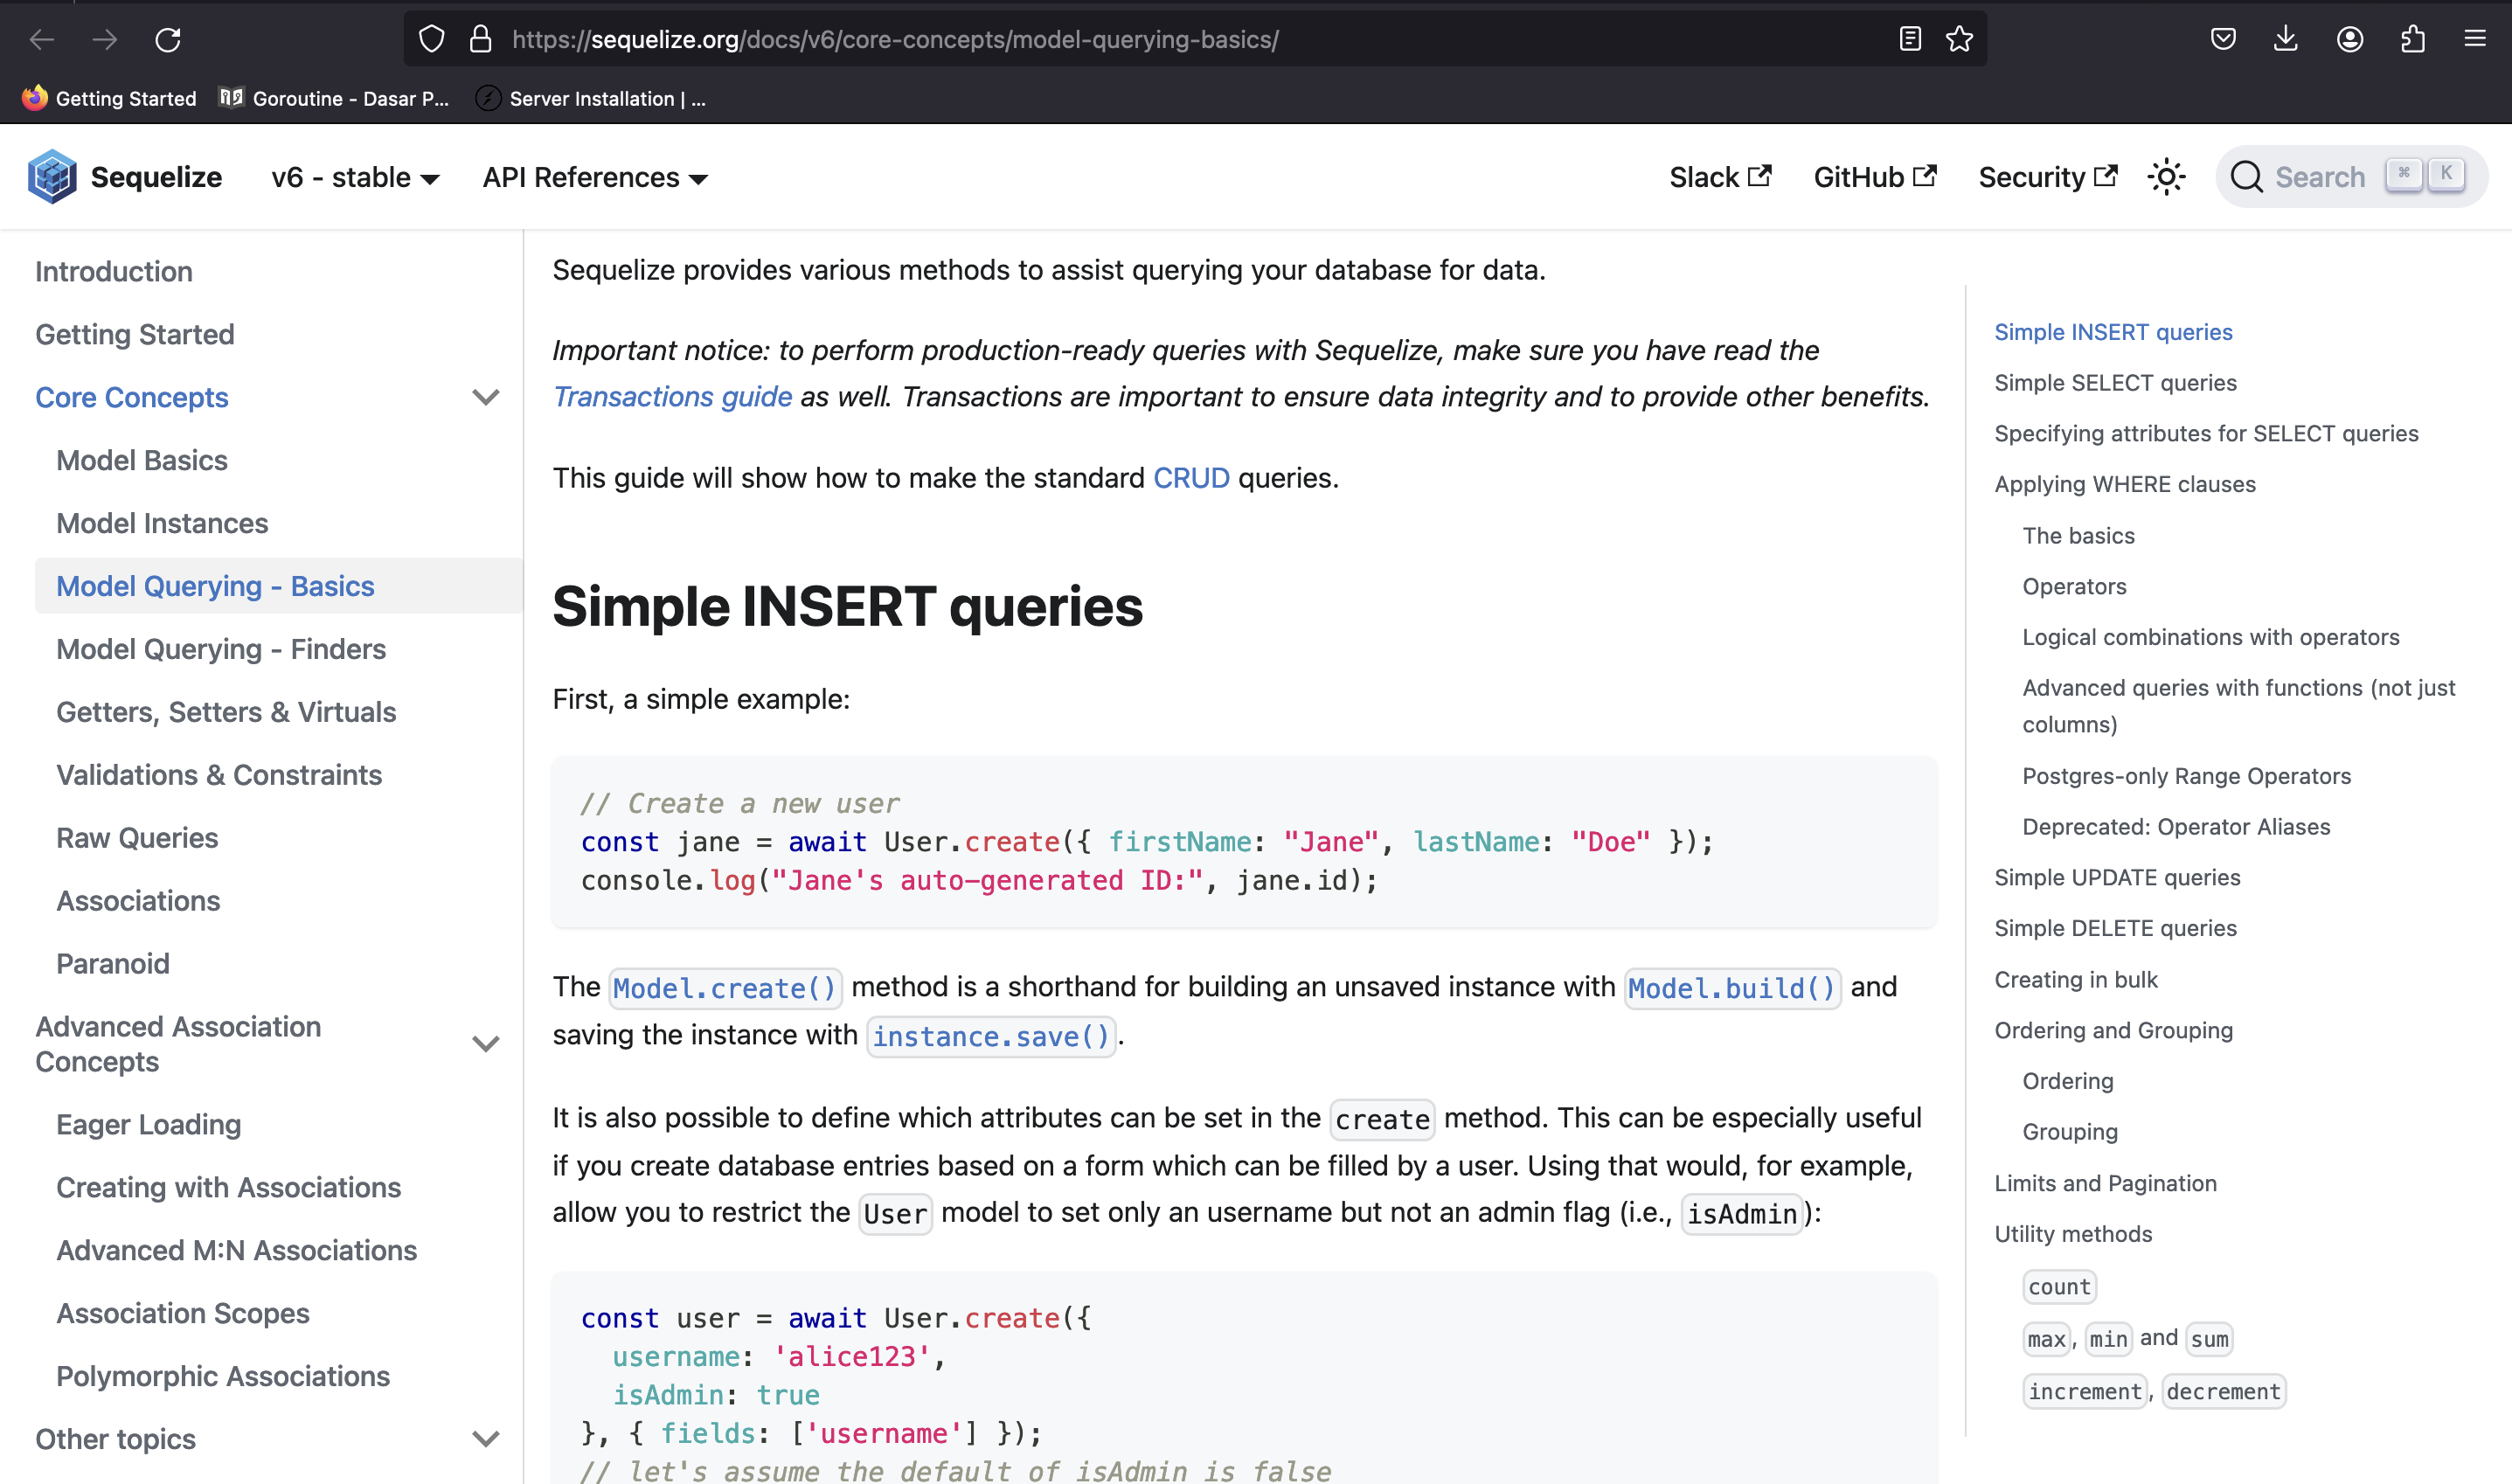 https://sequelize.org/docs/v6/core-concepts/model-querying-basics/
Getting Started
Goroutine - Dasar P...
Server Installation | ...
Sequelize
v6 - stable
API References
Slack
GitHub
Security
Search
⌘ K
Introduction
Getting Started
Core Concepts
Model Basics
Model Instances
Model Querying - Basics
Model Querying - Finders
Getters, Setters & Virtuals
Validations & Constraints
Raw Queries
Associations
Paranoid
Advanced Association
Concepts
Eager Loading
Creating with Associations
Advanced M:N Associations
Association Scopes
Polymorphic Associations
Other topics
Sequelize provides various methods to assist querying your database for data.
Important notice: to perform production-ready queries with Sequelize, make sure you have read the
Transactions guide as well. Transactions are important to ensure data integrity and to provide other benefits.
This guide will show how to make the standard CRUD queries.
Simple INSERT queries
First, a simple example:
// Create a new user
const jane = await User.create({ firstName: "Jane", lastName: "Doe" });
console.log("Jane's auto-generated ID:", jane.id);
The Model.create() method is a shorthand for building an unsaved instance with Model.build() and
saving the instance with instance.save().
It is also possible to define which attributes can be set in the create method. This can be especially useful
if you create database entries based on a form which can be filled by a user. Using that would, for example,
allow you to restrict the User model to set only an username but not an admin flag (i.e., isAdmin):
const user = await User.create({
username: 'alice123',
isAdmin: true
}, { fields: ['username'] });
// let's assume the default of isAdmin is false
Simple INSERT queries
Simple SELECT queries
Specifying attributes for SELECT queries
Applying WHERE clauses
The basics
Operators
Logical combinations with operators
Advanced queries with functions (not just
columns)
Postgres-only Range Operators
Deprecated: Operator Aliases
Simple UPDATE queries
Simple DELETE queries
Creating in bulk
Ordering and Grouping
Ordering
Grouping
Limits and Pagination
Utility methods
count
max, min and sum
increment, decrement